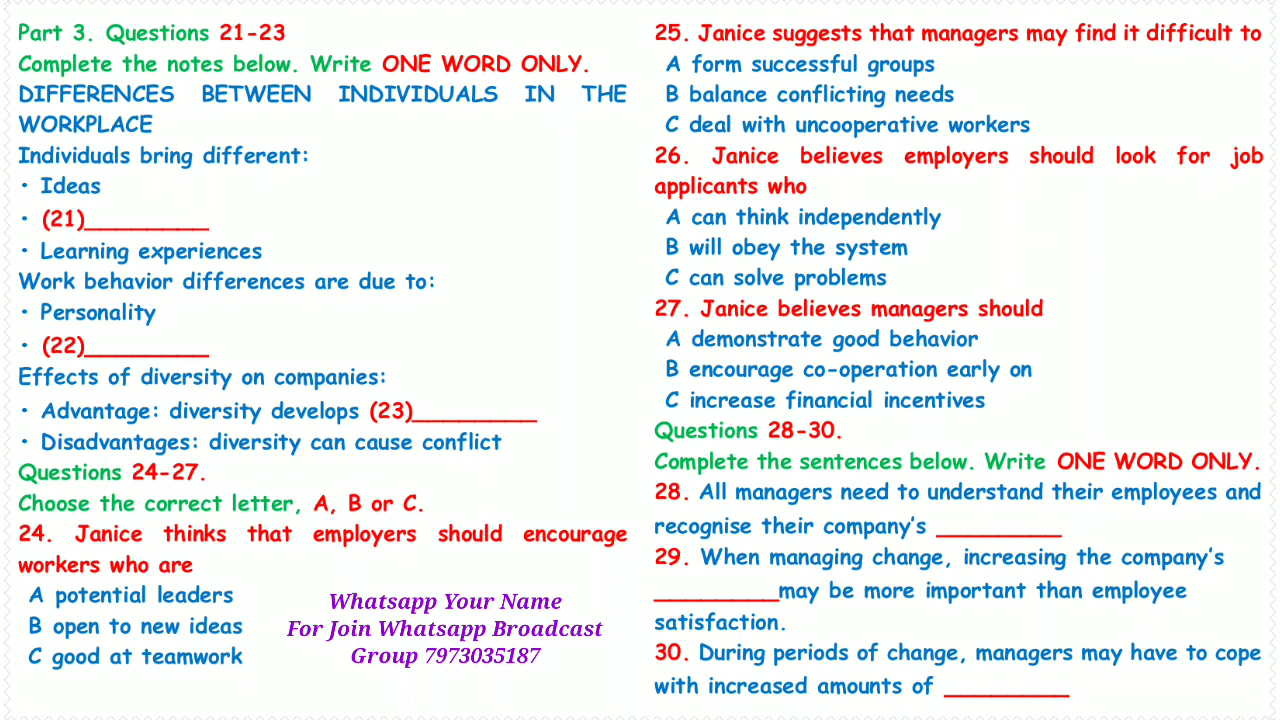 Part 3. Questions 21-23
Complete the notes below. Write ONE WORD ONLY.
DIFFERENCES BETWEEN INDIVIDUALS IN THE
WORKPLACE
Individuals bring different:
• Ideas
• (21)________
• Learning experiences
Work behavior differences are due to:
• Personality
• (22)________
Effects of diversity on companies:
• Advantage: diversity develops (23)________
• Disadvantages: diversity can cause conflict
Questions 24-27.
Choose the correct letter, A, B or C.
24. Janice thinks that employers should encourage
workers who are
A potential leaders
B open to new ideas
C good at teamwork
Whatsapp Your Name
For Join Whatsapp Broadcast
Group 7973035187
25. Janice suggests that managers may find it difficult to
A form successful groups
B balance conflicting needs
C deal with uncooperative workers
26. Janice believes employers should look for job
applicants who
A can think independently
B will obey the system
C can solve problems
27. Janice believes managers should
A demonstrate good behavior
B encourage co-operation early on
C increase financial incentives
Questions 28-30.
Complete the sentences below. Write ONE WORD ONLY.
28. All managers need to understand their employees and
recognise their company's ________
29. When managing change, increasing the company's
________may be more important than employee
satisfaction.
30. During periods of change, managers may have to cope
with increased amounts of ________